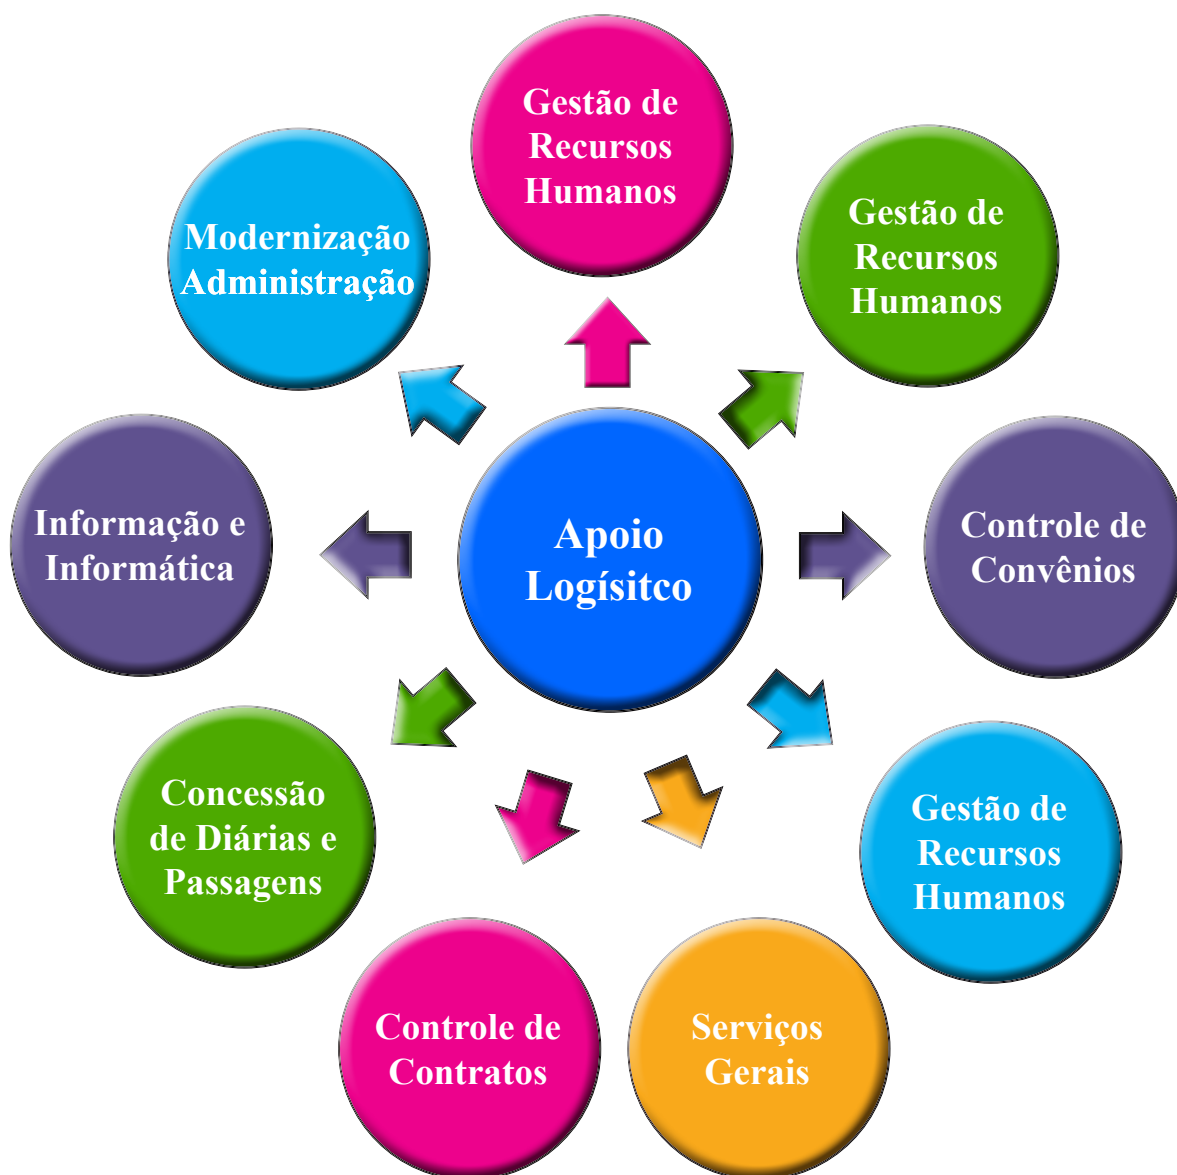 Gestão de
Recursos
Humanos
Gestão de
Recursos
Humanos
Modernização
Administração
Informação e
Informática
Apoio
Logísitco
Controle de
Convênios
Concessão
de Diárias e
Passagens
Gestão de
Recursos
Humanos
Controle de
Contratos
Serviços
Gerais